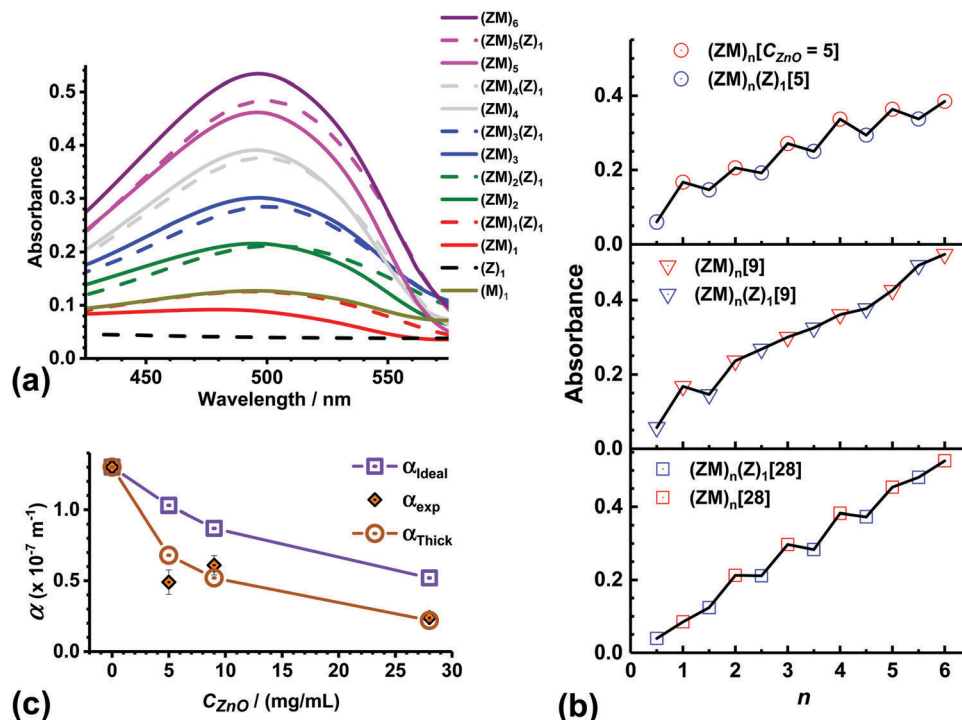 (ZM)6
(ZM)5(Z)1
(ZM)5
(ZM)4(Z)1
(ZM)4
(ZM)3(Z)1
(ZM)3
(ZM)2(Z)1
(ZM)2
(ZM)1(Z)1
(ZM)1
(Z)1
(M)1
0.5
0.4
0.3
0.2
0.1
0.0
Absorbance
450
500
550
Wavelength / nm
(a)
αIdeal
αexp
αThick
1.0
0.5
0.0
α (x 10-7 m-1)
0
5
10
15
20
25
30
CZnO / (mg/mL)
(c)
(ZM)n[CZnO = 5]
(ZM)n(Z)1[5]
0.4
0.2
0.0
(ZM)n[9]
(ZM)n(Z)1[9]
0.4
0.2
0.0
Absorbance
(ZM)n(Z)1[28]
(ZM)n[28]
0.4
0.2
0.0
0
1
2
3
4
5
6
n
(b)